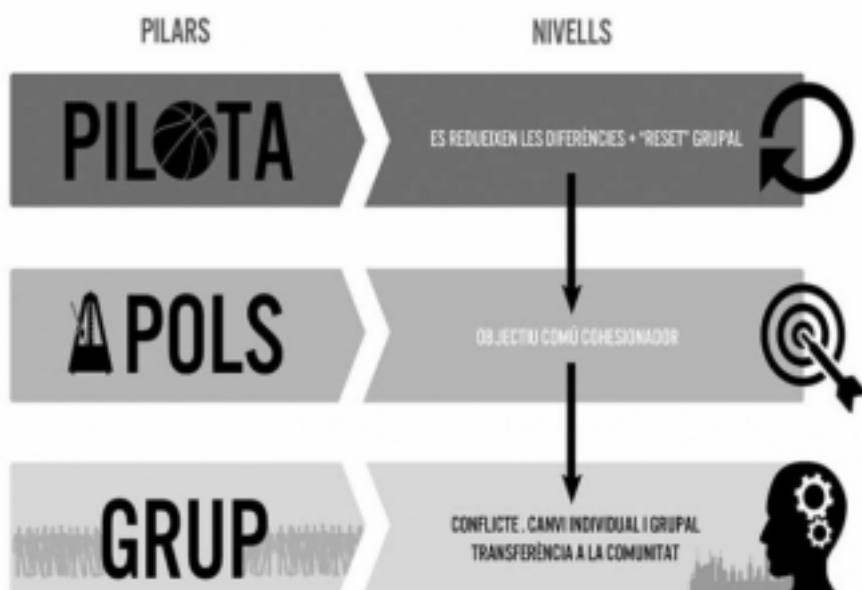 PILARS
NIVELLS
PILOTA
ES REDUEIXEN LES DIFERÈNCIES + "RESET" GRUPAL
POLS
OBJECTIU COMÚ COHESIONADOR
GRUP
CONFLICTE. CANVI INDIVIDUAL I GRUPAL
TRANSFERÈNCIA A LA COMUNITAT